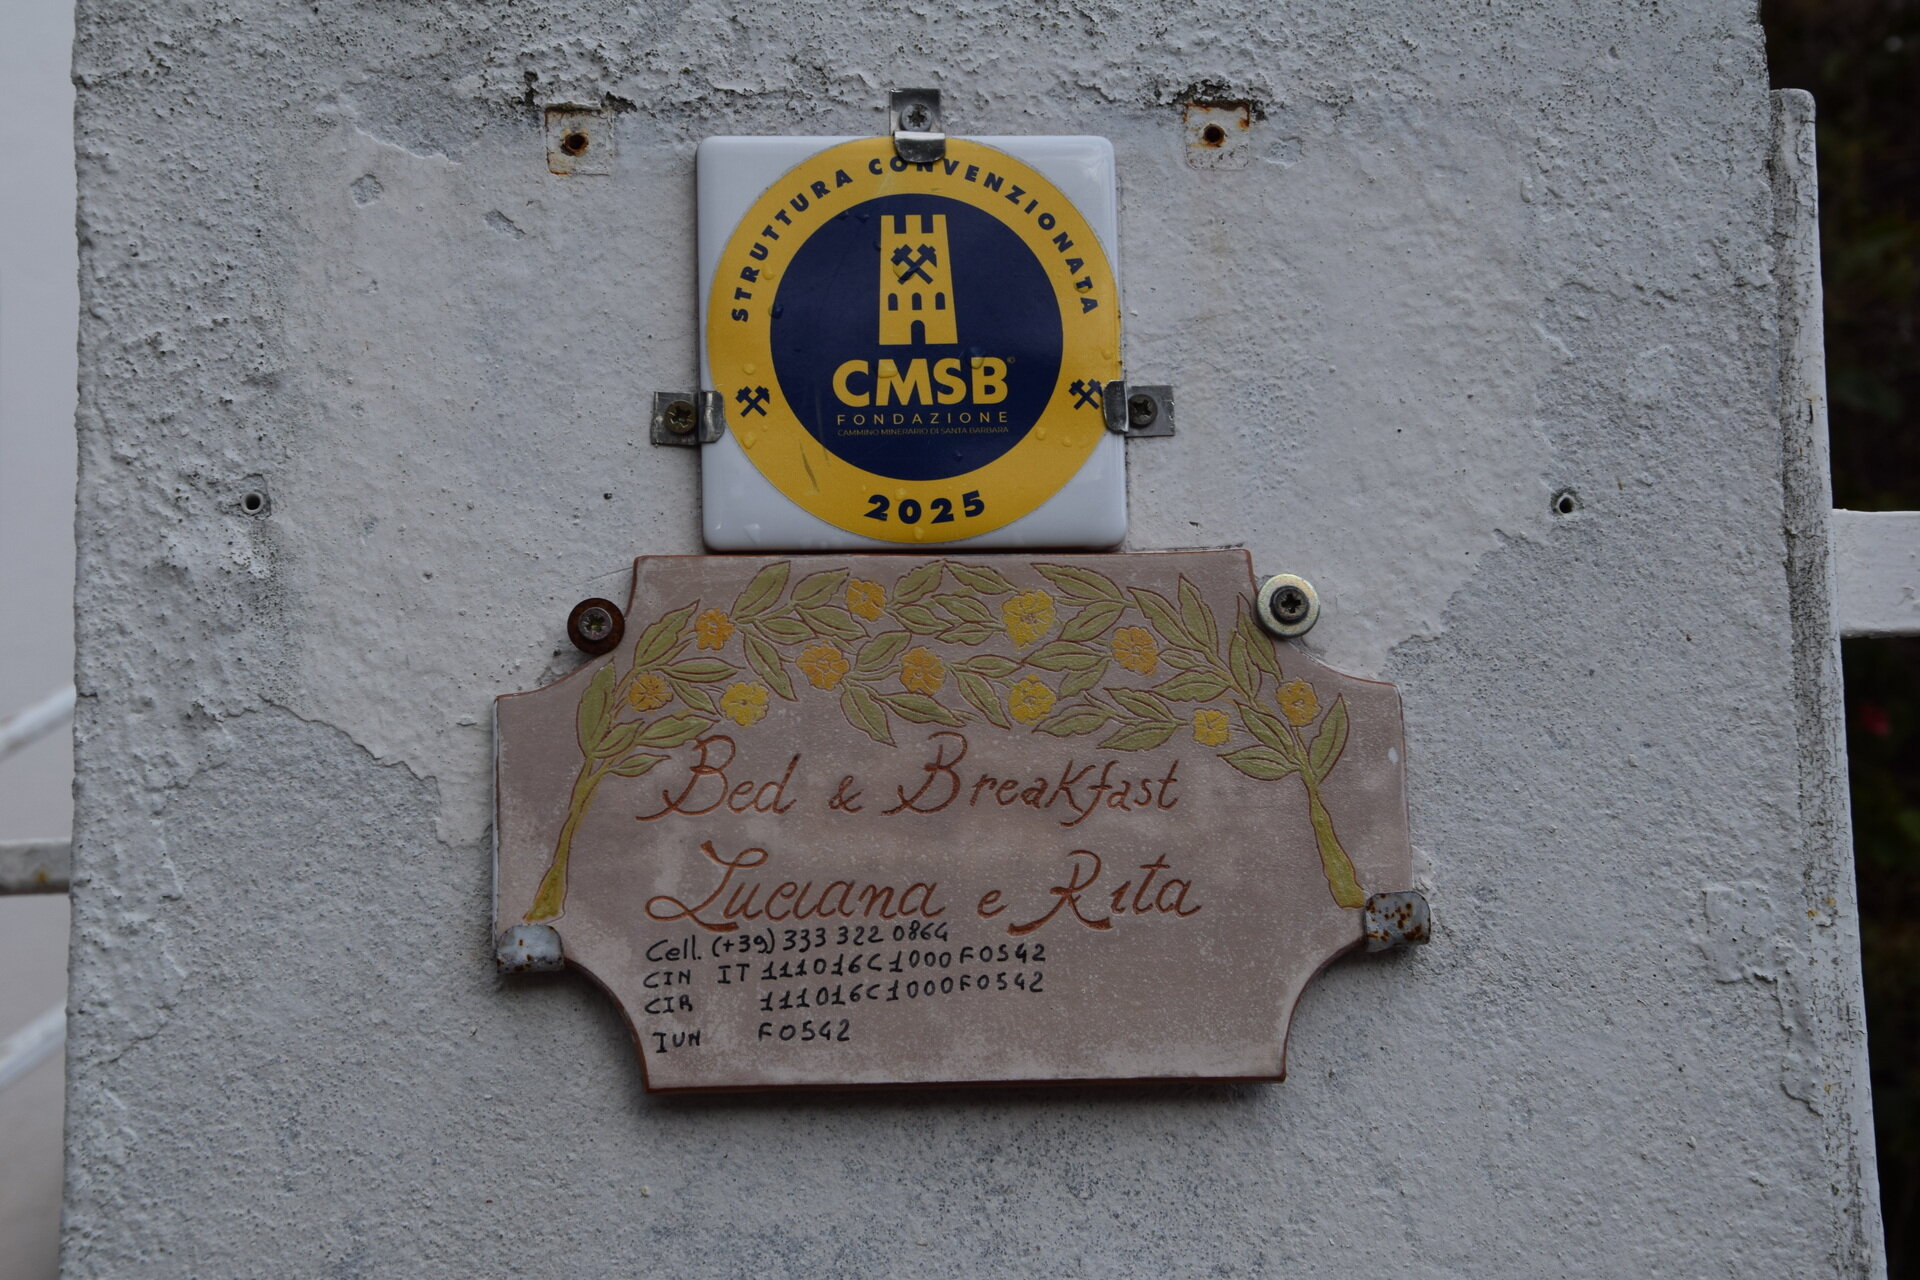 STRUTTURA CONVENZIONATA
CMSB
FONDAZIONE
CAMMINO MINERARIO DI SANTA BARBARA
2025
Bed & Breakfast
Luciana e Rita
Cell. (+39) 333 322 0864
CIN IT 111016C1000F0542
CIR 111016C1000F0542
IUN F0542